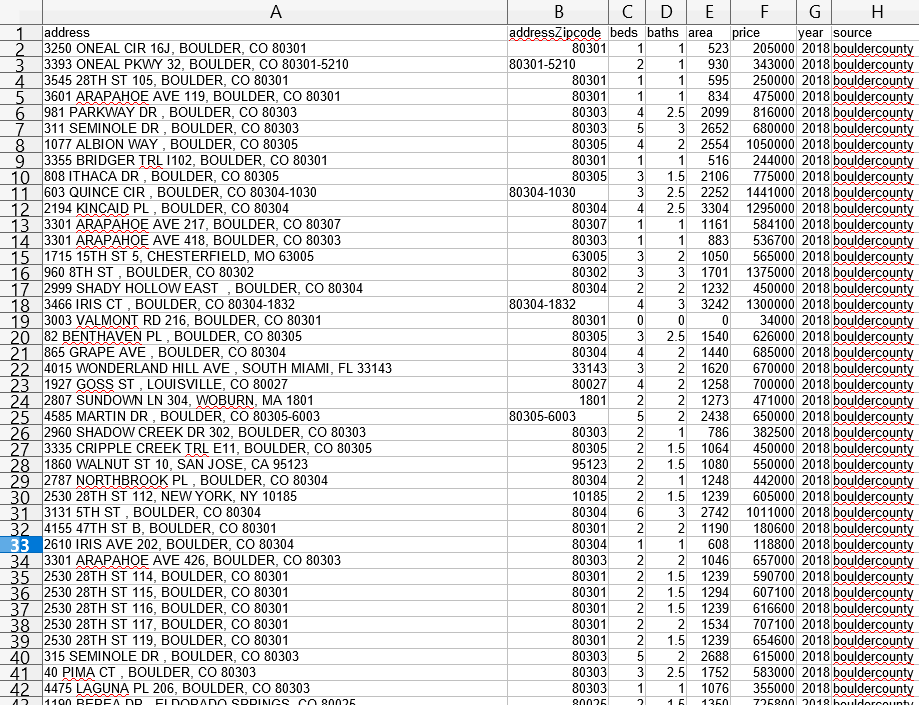 A B C D E F G H
1 address addressZipcode beds baths area price year source
2 3250 ONEAL CIR 16J, BOULDER, CO 80301 80301 1 1 523 205000 2018 bouldercounty
3 3393 ONEAL PKWY 32, BOULDER, CO 80301-5210 80301-5210 2 1 930 343000 2018 bouldercounty
4 3545 28TH ST 105, BOULDER, CO 80301 80301 1 1 595 250000 2018 bouldercounty
5 3601 ARAPAHOE AVE 119, BOULDER, CO 80301 80301 1 1 834 475000 2018 bouldercounty
6 981 PARKWAY DR , BOULDER, CO 80303 80303 4 2.5 2099 816000 2018 bouldercounty
7 311 SEMINOLE DR , BOULDER, CO 80303 80303 5 3 2652 680000 2018 bouldercounty
8 1077 ALBION WAY , BOULDER, CO 80305 80305 4 2 2554 1050000 2018 bouldercounty
9 3355 BRIDGER TRL I102, BOULDER, CO 80301 80301 1 1 516 244000 2018 bouldercounty
10 808 ITHACA DR , BOULDER, CO 80305 80305 3 1.5 2106 775000 2018 bouldercounty
11 603 QUINCE CIR , BOULDER, CO 80304-1030 80304-1030 3 2.5 2252 1441000 2018 bouldercounty
12 2194 KINCAID PL , BOULDER, CO 80304 80304 4 2.5 3304 1295000 2018 bouldercounty
13 3301 ARAPAHOE AVE 217, BOULDER, CO 80307 80307 1 1 1161 584100 2018 bouldercounty
14 3301 ARAPAHOE AVE 418, BOULDER, CO 80303 80303 1 1 883 536700 2018 bouldercounty
15 1715 15TH ST 5, CHESTERFIELD, MO 63005 63005 3 2 1050 565000 2018 bouldercounty
16 960 8TH ST , BOULDER, CO 80302 80302 3 3 1701 1375000 2018 bouldercounty
17 2999 SHADY HOLLOW EAST , BOULDER, CO 80304 80304 2 2 1232 450000 2018 bouldercounty
18 3466 IRIS CT , BOULDER, CO 80304-1832 80304-1832 4 3 3242 1300000 2018 bouldercounty
19 3003 VALMONT RD 216, BOULDER, CO 80301 80301 0 0 0 34000 2018 bouldercounty
20 82 BENTHAVEN PL , BOULDER, CO 80305 80305 3 2.5 1540 626000 2018 bouldercounty
21 865 GRAPE AVE , BOULDER, CO 80304 80304 4 2 1440 685000 2018 bouldercounty
22 4015 WONDERLAND HILL AVE , SOUTH MIAMI, FL 33143 33143 3 2 1620 670000 2018 bouldercounty
23 1927 GOSS ST , LOUISVILLE, CO 80027 80027 4 2 1258 700000 2018 bouldercounty
24 2807 SUNDOWN LN 304, WOBURN, MA 1801 1801 2 2 1273 471000 2018 bouldercounty
25 4585 MARTIN DR , BOULDER, CO 80305-6003 80305-6003 5 2 2438 650000 2018 bouldercounty
26 2960 SHADOW CREEK DR 302, BOULDER, CO 80303 80303 2 1 786 382500 2018 bouldercounty
27 3335 CRIPPLE CREEK TRL E11, BOULDER, CO 80305 80305 2 1.5 1064 450000 2018 bouldercounty
28 1860 WALNUT ST 10, SAN JOSE, CA 95123 95123 2 1.5 1080 550000 2018 bouldercounty
29 2787 NORTHBROOK PL , BOULDER, CO 80304 80304 2 1 1248 442000 2018 bouldercounty
30 2530 28TH ST 112, NEW YORK, NY 10185 10185 2 1.5 1239 605000 2018 bouldercounty
31 3131 5TH ST , BOULDER, CO 80304 80304 6 3 2742 1011000 2018 bouldercounty
32 4155 47TH ST B, BOULDER, CO 80301 80301 2 2 1190 180600 2018 bouldercounty
33 2610 IRIS AVE 202, BOULDER, CO 80304 80304 1 1 608 118800 2018 bouldercounty
34 3301 ARAPAHOE AVE 426, BOULDER, CO 80303 80303 2 2 1046 657000 2018 bouldercounty
35 2530 28TH ST 114, BOULDER, CO 80301 80301 2 1.5 1239 590700 2018 bouldercounty
36 2530 28TH ST 115, BOULDER, CO 80301 80301 2 1.5 1294 607100 2018 bouldercounty
37 2530 28TH ST 116, BOULDER, CO 80301 80301 2 1.5 1239 616600 2018 bouldercounty
38 2530 28TH ST 117, BOULDER, CO 80301 80301 2 2 1534 707100 2018 bouldercounty
39 2530 28TH ST 119, BOULDER, CO 80301 80301 2 1.5 1239 654600 2018 bouldercounty
40 315 SEMINOLE DR , BOULDER, CO 80303 80303 5 2 2688 615000 2018 bouldercounty
41 40 PIMA CT , BOULDER, CO 80303 80303 3 2.5 1752 583000 2018 bouldercounty
42 4475 LAGUNA PL 206, BOULDER, CO 80303 80303 1 1 1076 355000 2018 bouldercounty
1190 BEREA DR , ELDORADO SPRINGS, CO 80025 80025 2 1.5 1350 725800 2018 bouldercounty